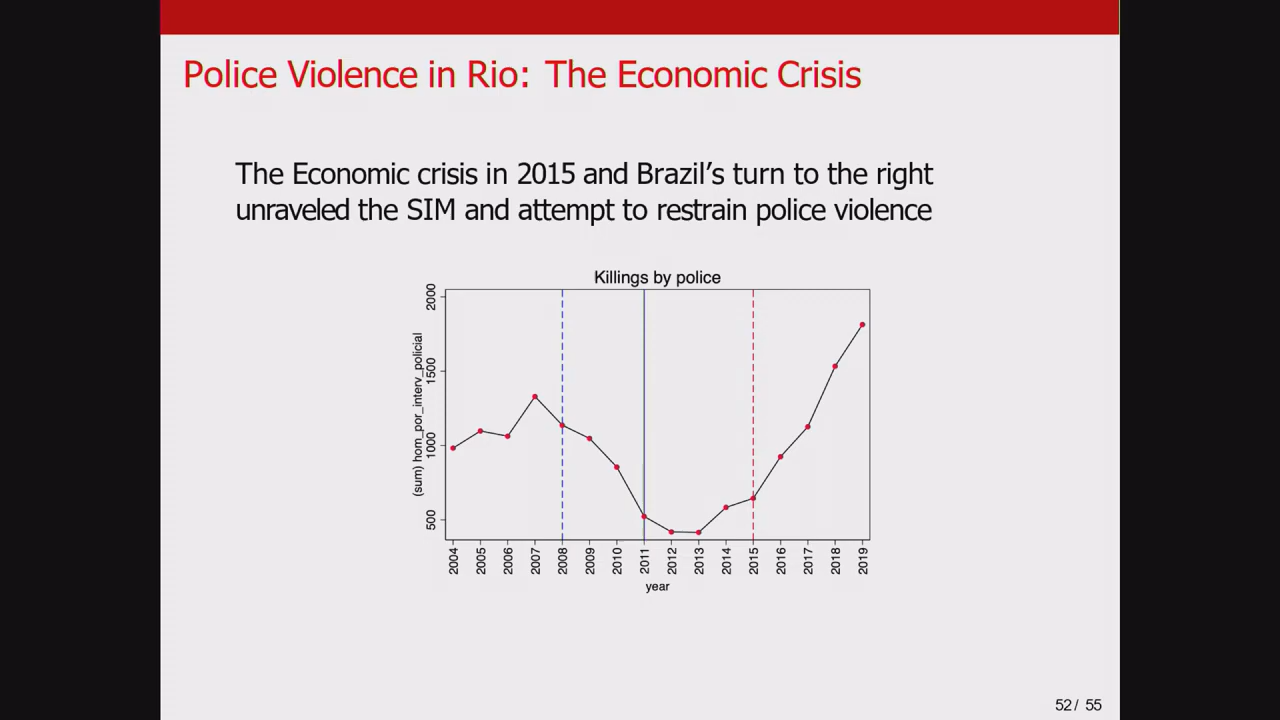 Police Violence in Rio: The Economic Crisis
The Economic crisis in 2015 and Brazil's turn to the right
unraveled the SIM and attempt to restrain police violence
Killings by police
(sum) hom_por_interv_policial
2000
1500
1000
500
2004 2005 2006 2007 2008 2009 2010 2011 2012 2013 2014 2015 2016 2017 2018 2019
year
52 / 55